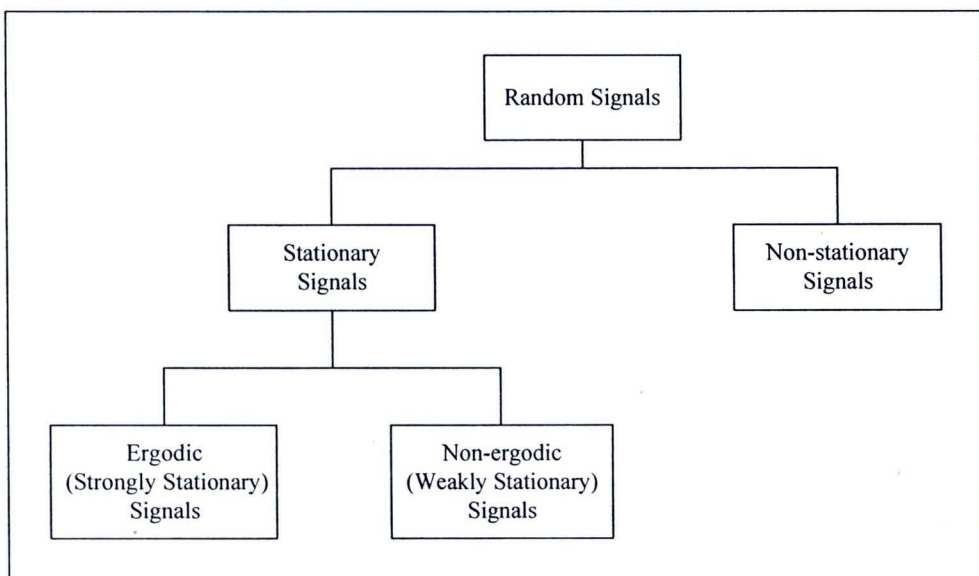 Random Signals
Stationary
Signals
Non-stationary
Signals
Ergodic
(Strongly Stationary)
Signals
Non-ergodic
(Weakly Stationary)
Signals